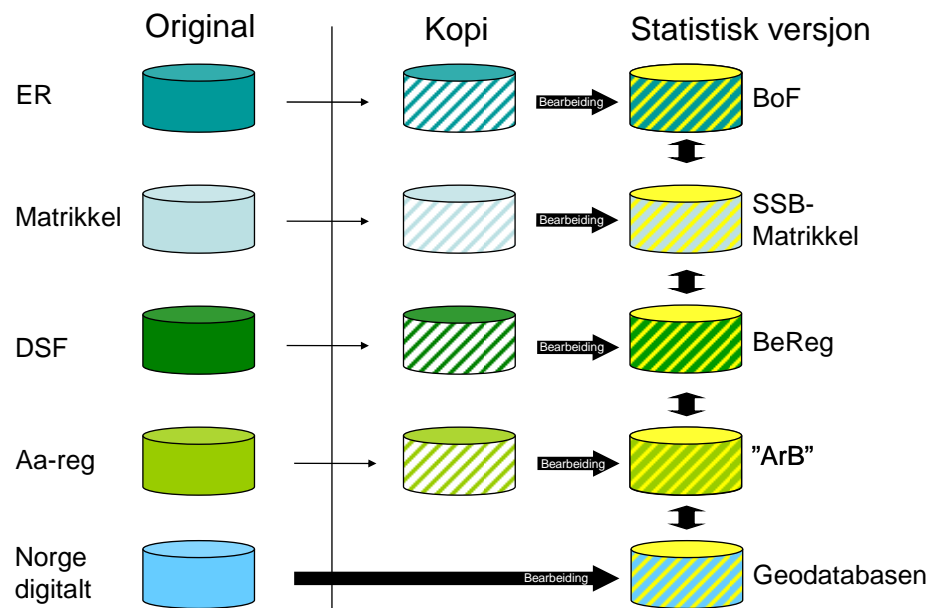 Original
Kopi
Statistisk versjon
ER
Bearbeiding
BoF
Matrikkel
Bearbeiding
SSB-
Matrikkel
DSF
Bearbeiding
BeReg
Aa-reg
Bearbeiding
”ArB”
Norge
digitalt
Bearbeiding
Geodatabasen